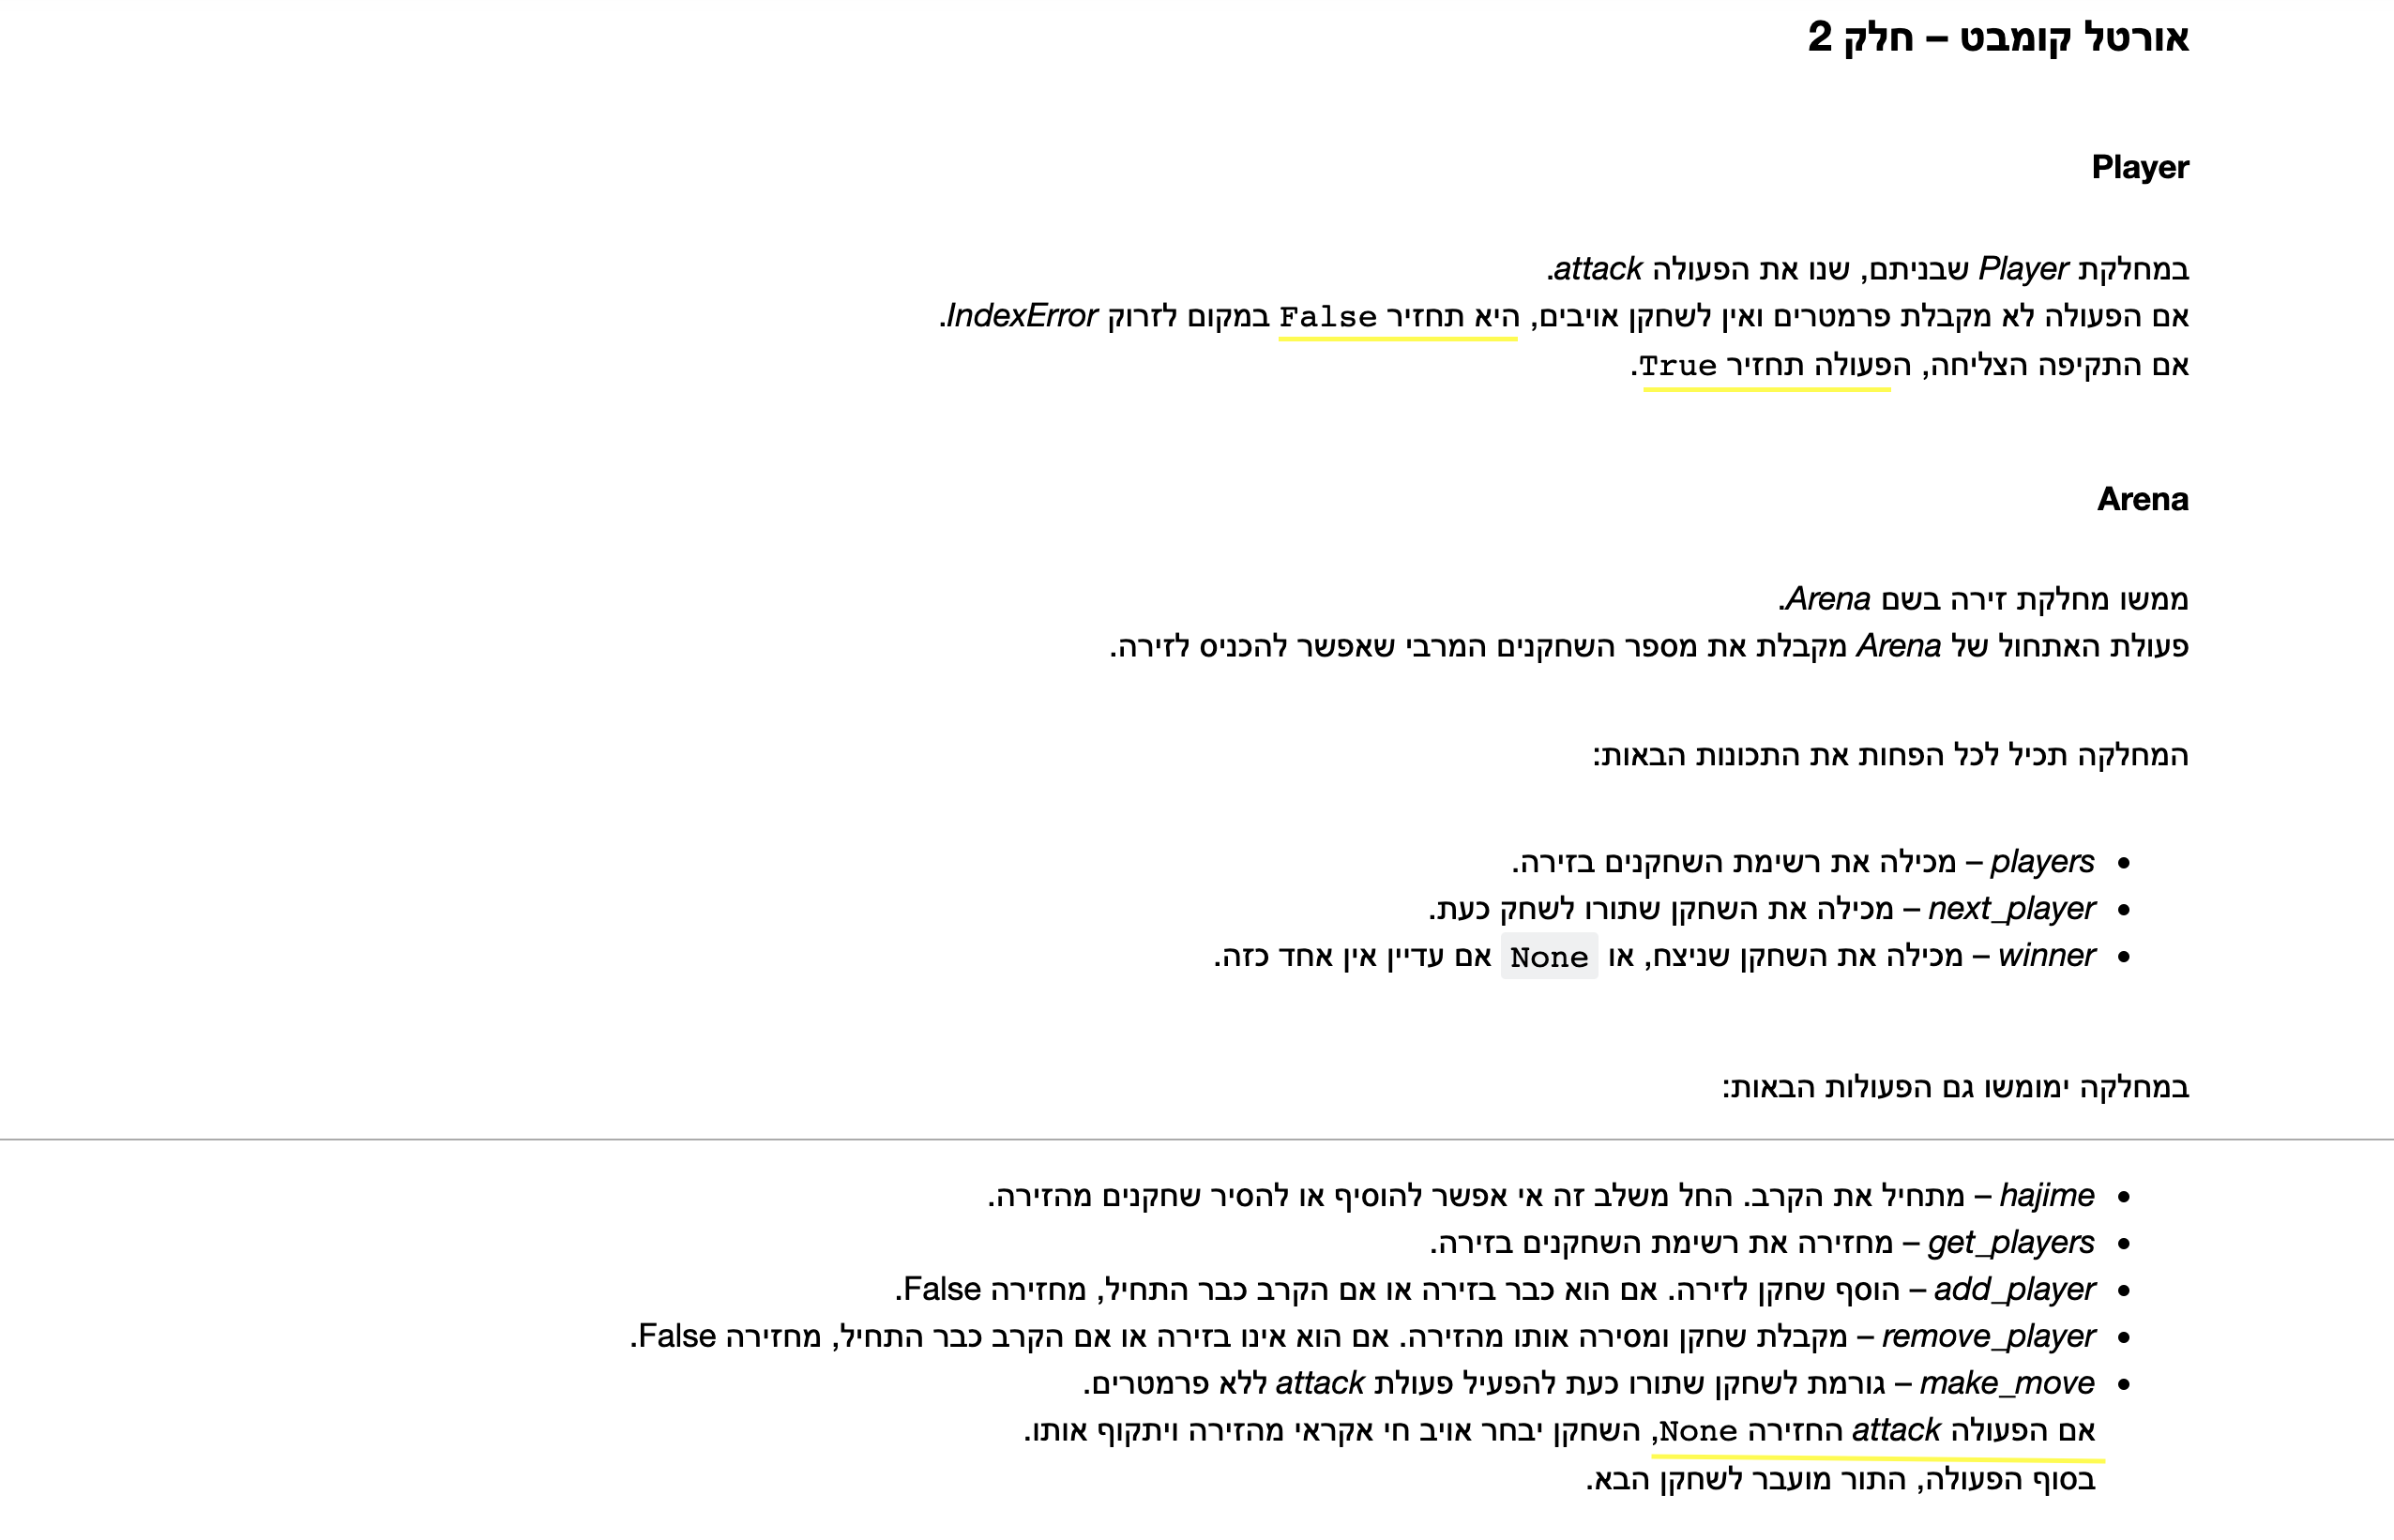 אורטל קומבט – חלק 2
Player
במחלקת Player שבניתם, שנו את הפעולה attack.
אם הפעולה לא מקבלת פרמטרים ואין לשחקן אויבים, היא תחזיר False במקום לזרוק IndexError.
אם התקיפה הצליחה, הפעולה תחזיר True.
Arena
ממשו מחלקת זירה בשם Arena.
פעולת האתחול של Arena מקבלת את מספר השחקנים המרבי שאפשר להכניס לזירה.
המחלקה תכיל לכל הפחות את התכונות הבאות:
• players – מכילה את רשימת השחקנים בזירה.
• next_player – מכילה את השחקן שתורו לשחק כעת.
• winner – מכילה את השחקן שניצח, או None אם עדיין אין אחד כזה.
במחלקה ימומשו גם הפעולות הבאות:
• hajime – מתחיל את הקרב. החל משלב זה אי אפשר להוסיף או להסיר שחקנים מהזירה.
• get_players – מחזירה את רשימת השחקנים בזירה.
• add_player – הוסף שחקן לזירה. אם הוא כבר בזירה או אם הקרב כבר התחיל, מחזירה False.
• remove_player – מקבלת שחקן ומסירה אותו מהזירה. אם הוא אינו בזירה או אם הקרב כבר התחיל, מחזירה False.
• make_move – גורמת לשחקן שתורו כעת להפעיל פעולת attack ללא פרמטרים.
אם הפעולה attack החזירה None, השחקן יבחר אויב חי אקראי מהזירה ויתקוף אותו.
בסוף הפעולה, התור מועבר לשחקן הבא.